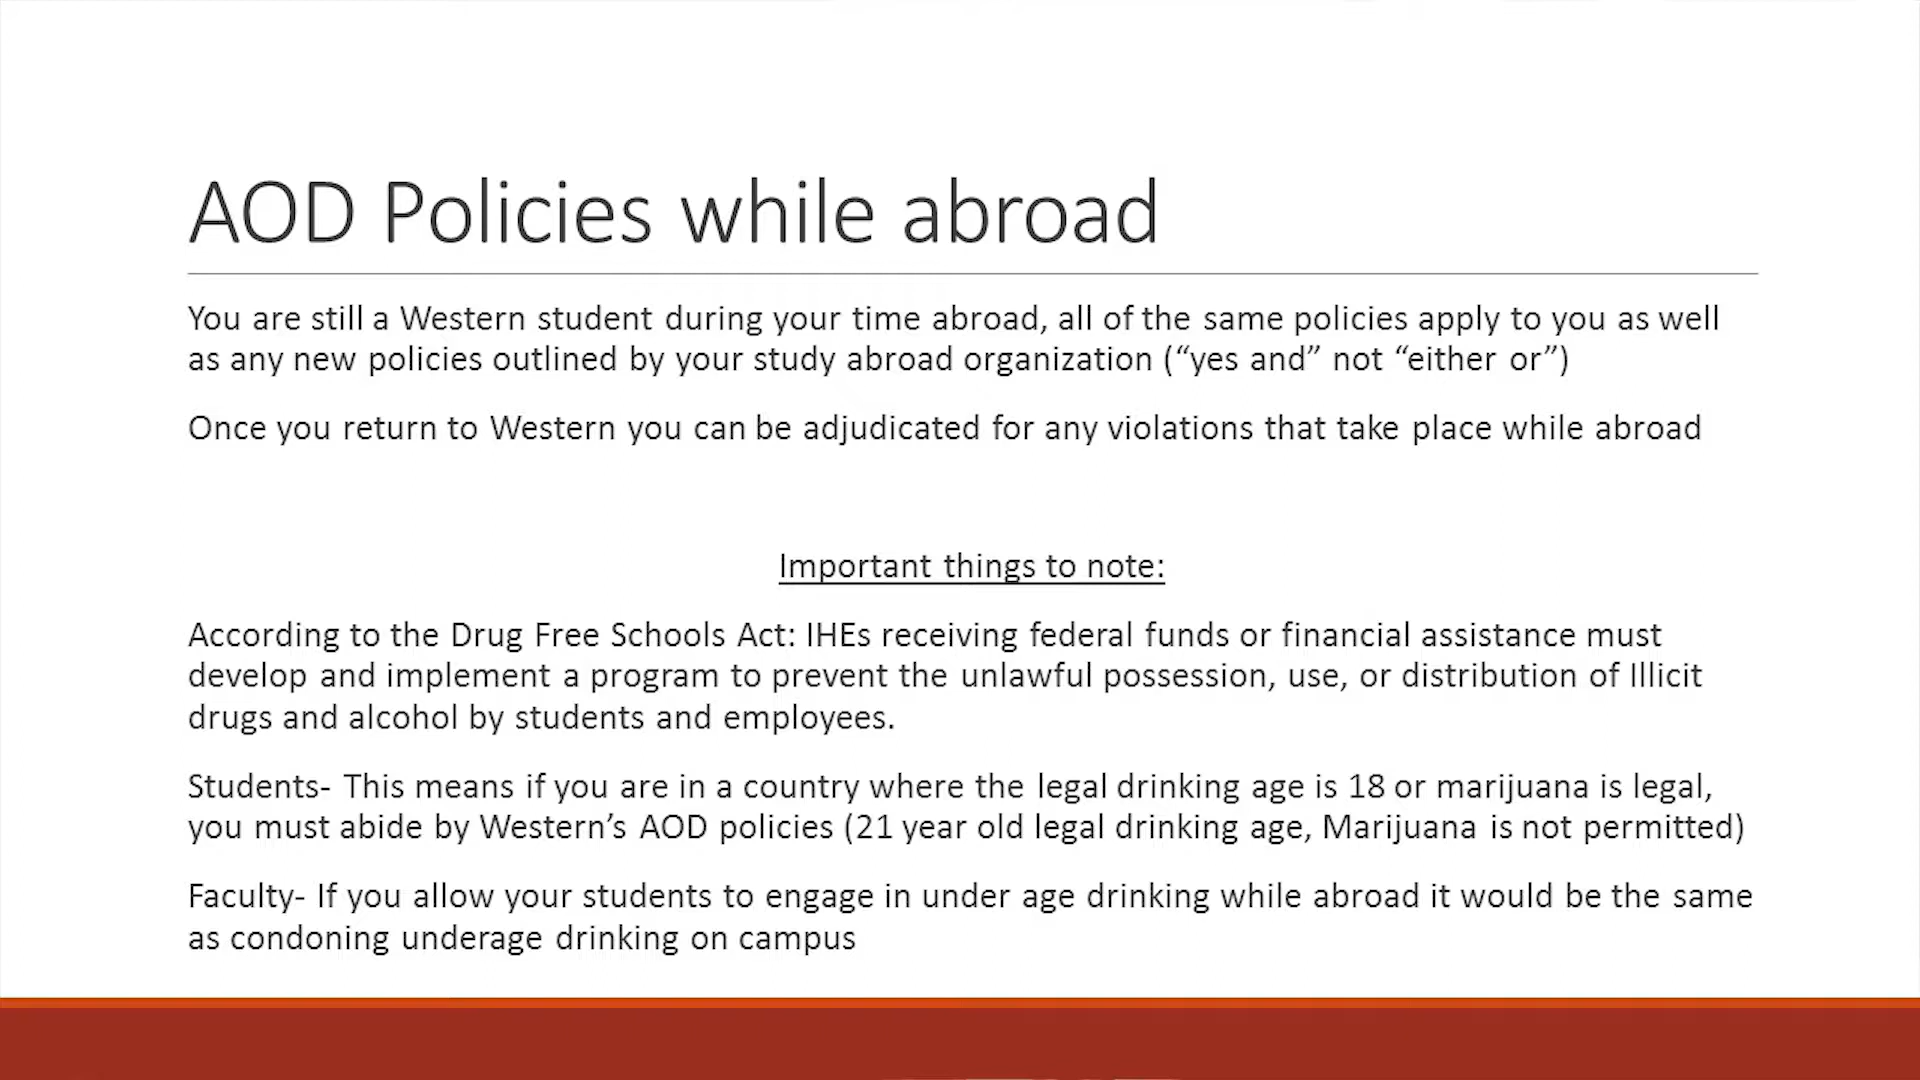 AOD Policies while abroad
You are still a Western student during your time abroad, all of the same policies apply to you as well
as any new policies outlined by your study abroad organization (“yes and” not “either or”)
Once you return to Western you can be adjudicated for any violations that take place while abroad
Important things to note:
According to the Drug Free Schools Act: IHEs receiving federal funds or financial assistance must
develop and implement a program to prevent the unlawful possession, use, or distribution of Illicit
drugs and alcohol by students and employees.
Students- This means if you are in a country where the legal drinking age is 18 or marijuana is legal,
you must abide by Western’s AOD policies (21 year old legal drinking age, Marijuana is not permitted)
Faculty- If you allow your students to engage in under age drinking while abroad it would be the same
as condoning underage drinking on campus